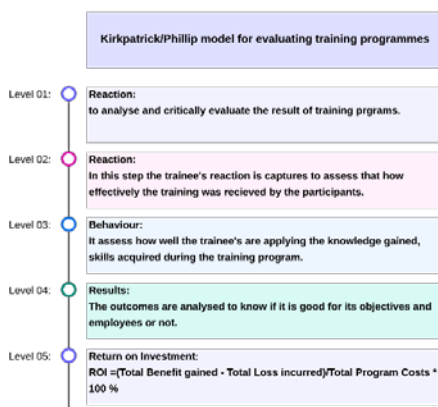 Kirkpatrick/Phillip model for evaluating training programmes
Level 01:
Reaction:
to analyse and critically evaluate the result of training prgrams.
Level 02:
Reaction:
In this step the trainee's reaction is captures to assess that how
effectively the training was recieved by the participants.
Level 03:
Behaviour:
It assess how well the trainee's are applying the knowledge gained,
skills acquired during the training program.
Level 04:
Results:
The outcomes are analysed to know if it is good for its objectives and
employees or not.
Level 05:
Return on Investment:
ROI =(Total Benefit gained - Total Loss incurred)/Total Program Costs *
100 %